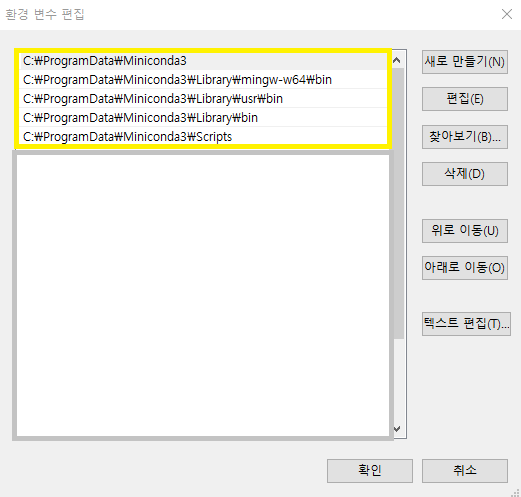 환경 변수 편집
C:₩ProgramData₩Miniconda3
C:₩ProgramData₩Miniconda3₩Library₩mingw-w64₩bin
C:₩ProgramData₩Miniconda3₩Library₩usr₩bin
C:₩ProgramData₩Miniconda3₩Library₩bin
C:₩ProgramData₩Miniconda3₩Scripts
새로 만들기(N)
편집(E)
찾아보기(B)...
삭제(D)
위로 이동(U)
아래로 이동(O)
텍스트 편집(T)...
확인
취소